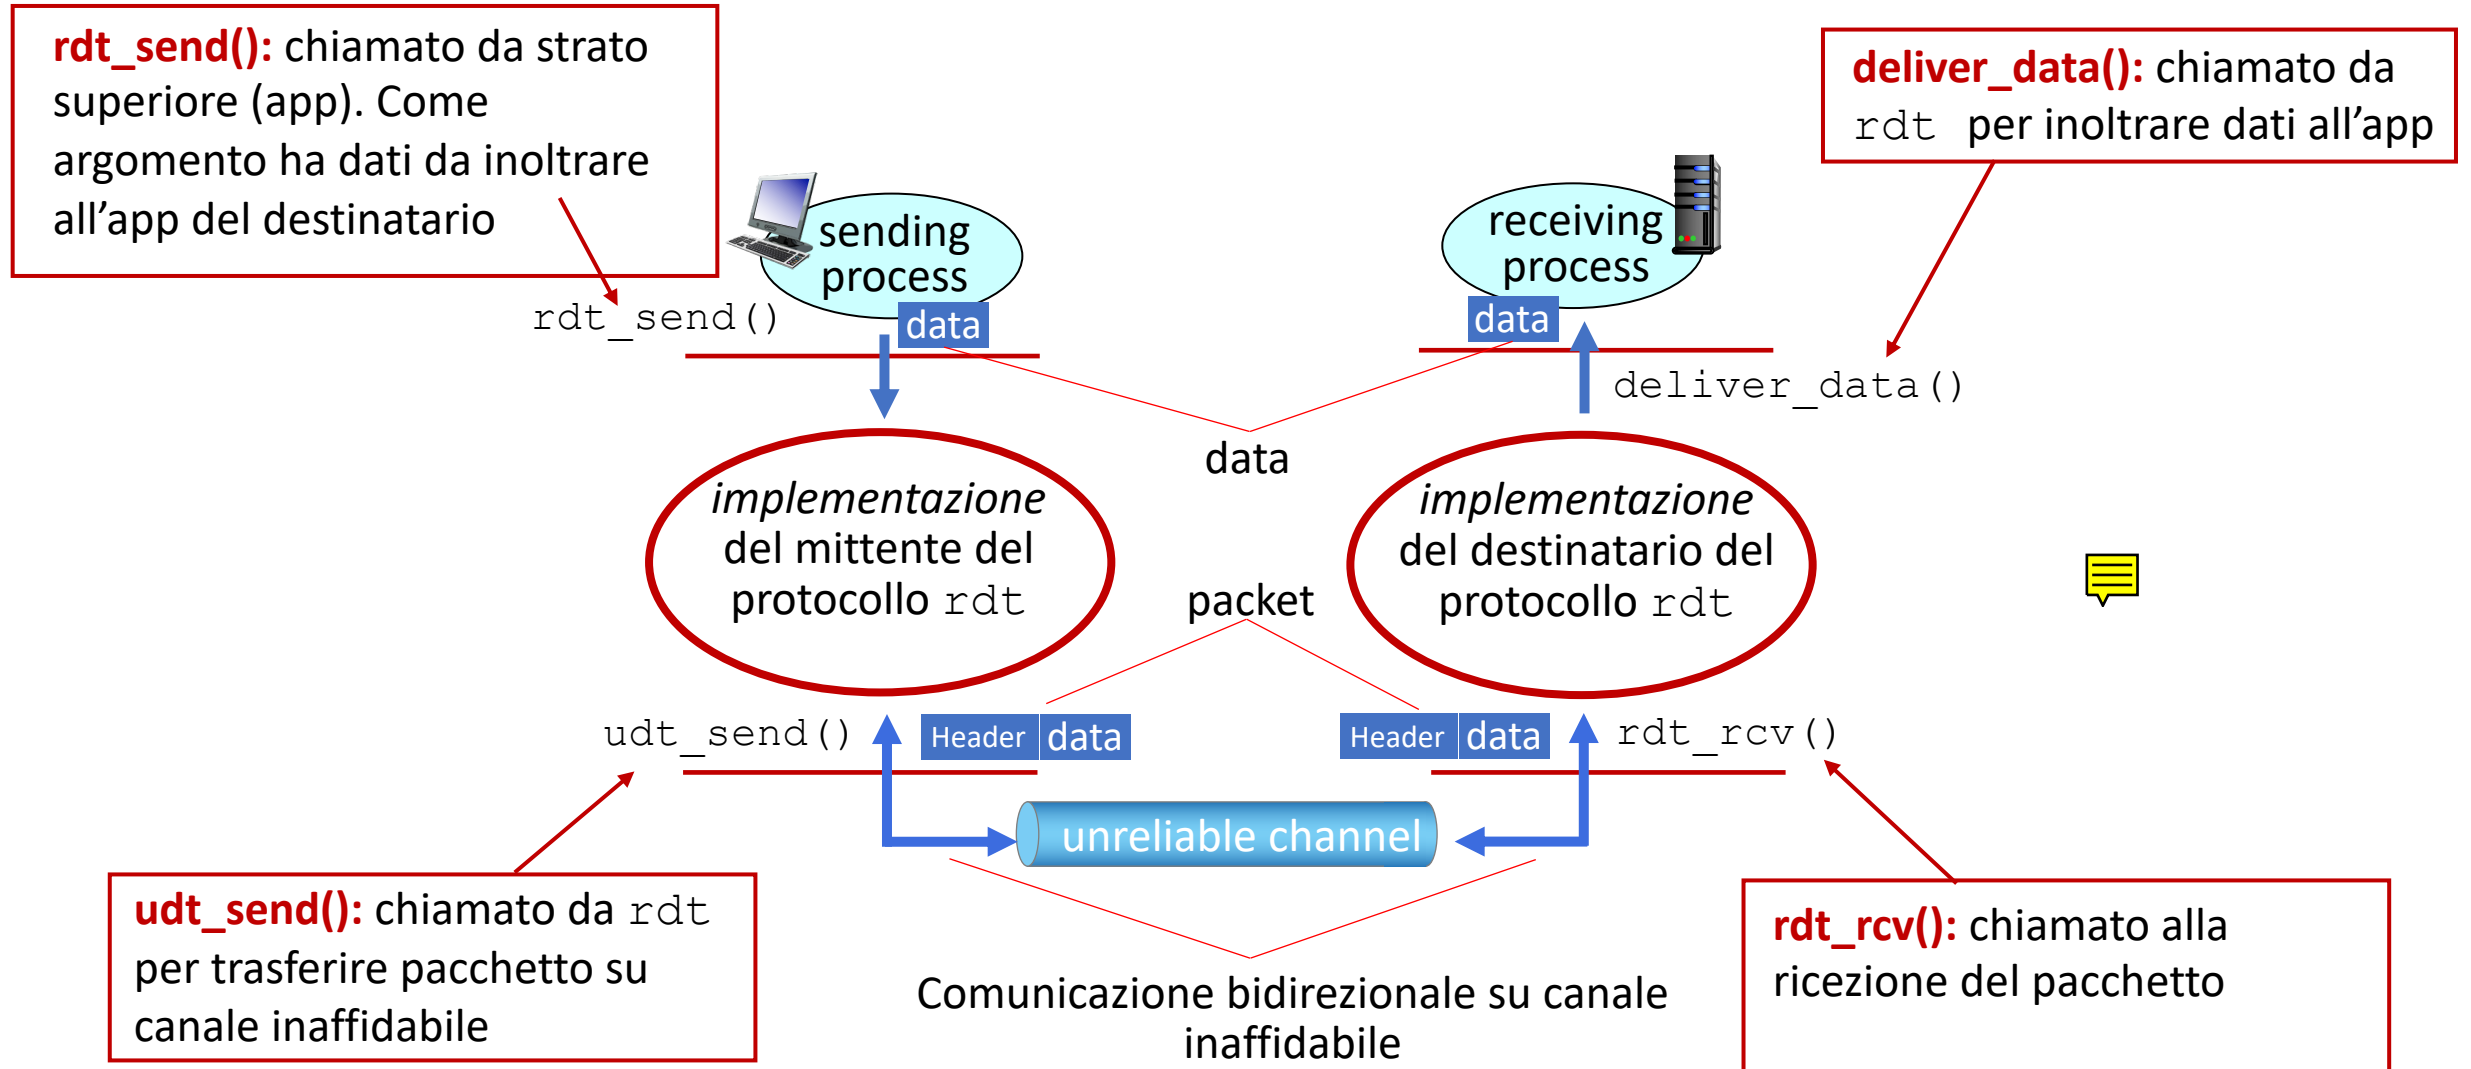 rdt_send(): chiamato da strato
superiore (app). Come
argomento ha dati da inoltrare
all’app del destinatario
deliver_data(): chiamato da
rdt per inoltrare dati all’app
sending
process
receiving
process
rdt_send()
data
data
deliver_data()
data
implementazione
del mittente del
protocollo rdt
implementazione
del destinatario del
protocollo rdt
packet
udt_send()
Header data
Header data
rdt_rcv()
unreliable channel
udt_send(): chiamato da rdt
per trasferire pacchetto su
canale inaffidabile
Comunicazione bidirezionale su canale
inaffidabile
rdt_rcv(): chiamato alla
ricezione del pacchetto